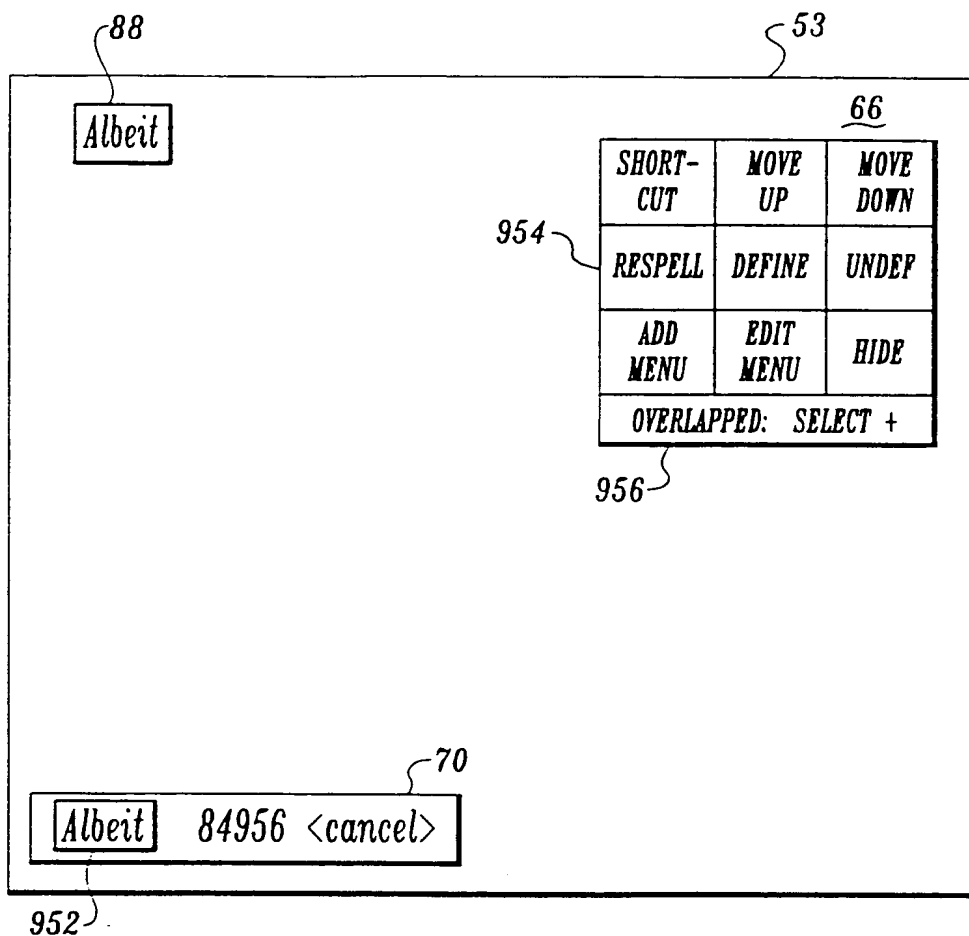 88
53
Albeit
66
SHORT-
CUT
MOVE
UP
MOVE
DOWN
954
RESPELL
DEFINE
UNDEF
ADD
MENU
EDIT
MENU
HIDE
OVERLAPPED: SELECT +
956
70
Albeit 84956 <cancel>
952